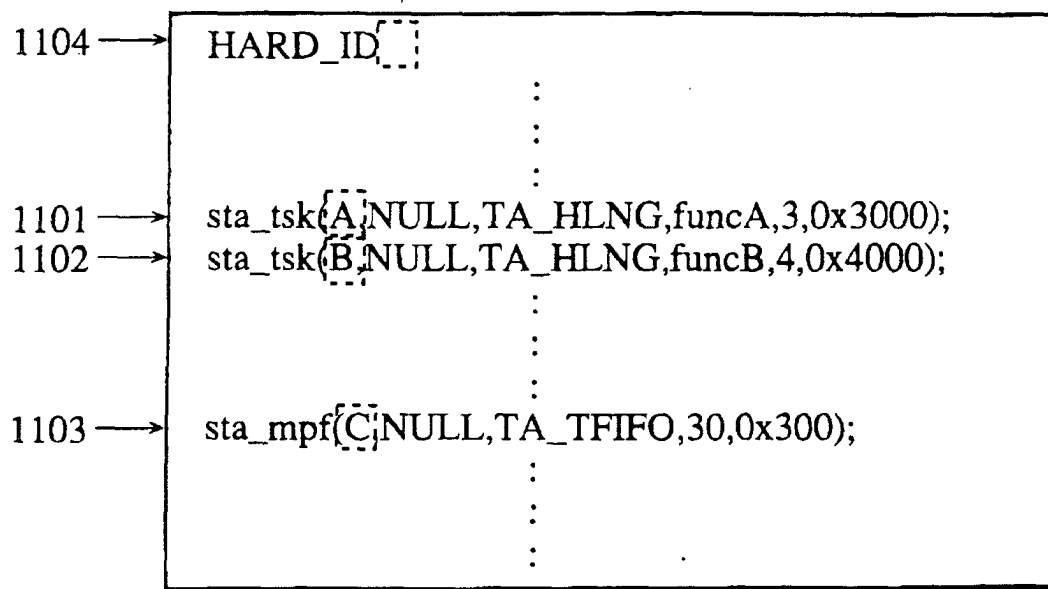 1104 HARD_ID
1101 sta_tsk(A,NULL,TA_HLNG,funcA,3,0x3000);
1102 sta_tsk(B,NULL,TA_HLNG,funcB,4,0x4000);
1103 sta_mpf(C,NULL,TA_TFIFO,30,0x300);